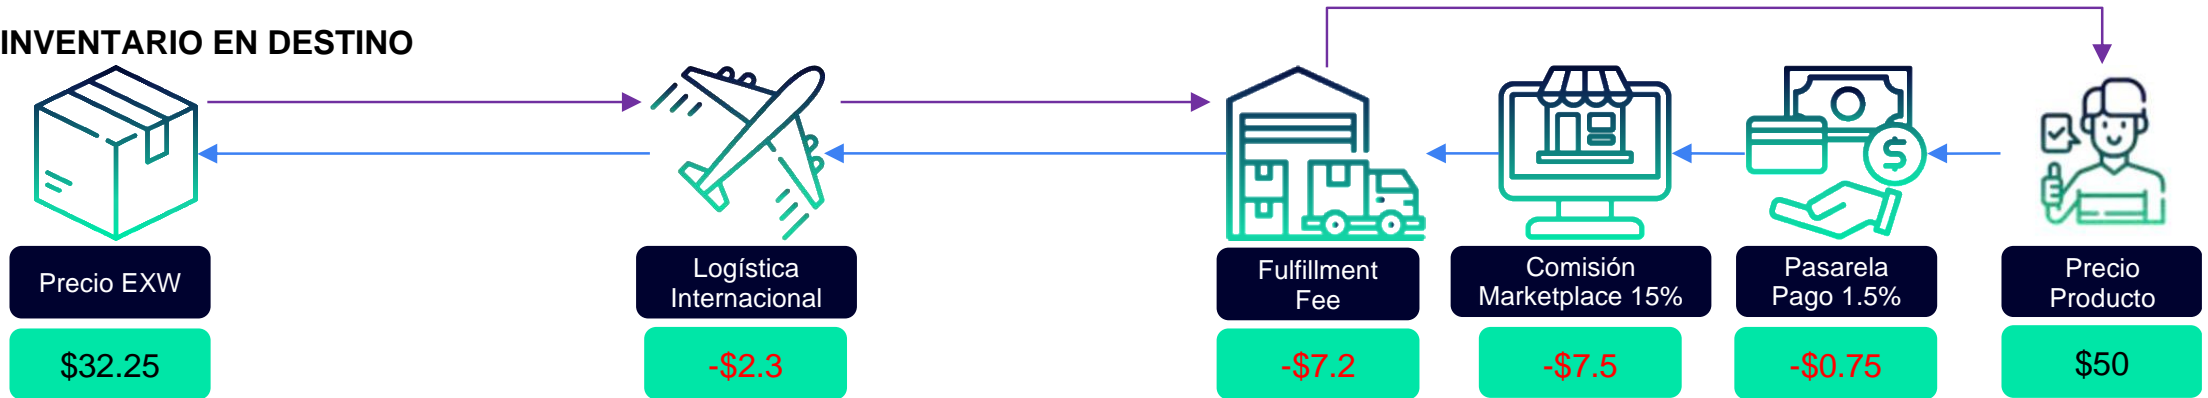 INVENTARIO EN DESTINO
Precio EXW
Logística
Internacional
Fulfillment
Fee
Comisión
Marketplace 15%
Pasarela
Pago 1.5%
Precio
Producto
$32.25
-$2.3
-$7.2
-$7.5
-$0.75
$50